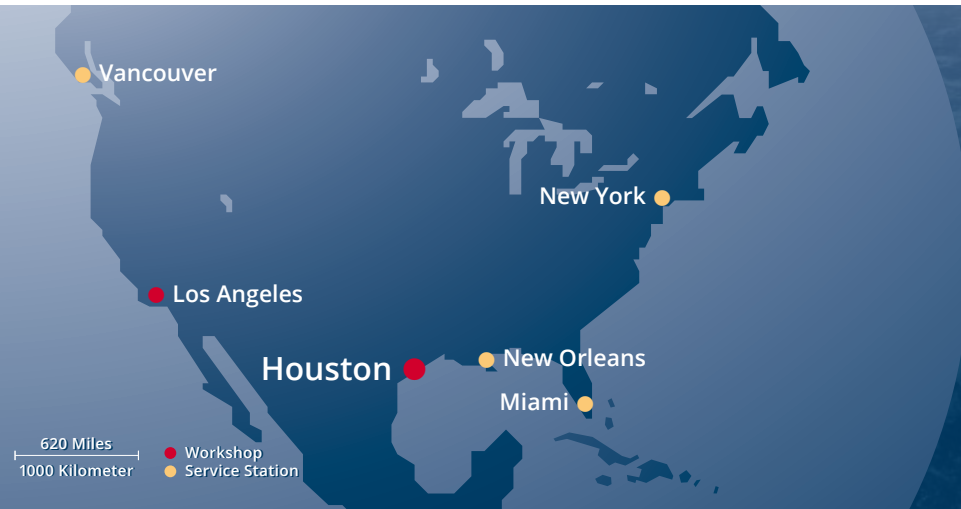 Vancouver
New York
Los Angeles
Houston
New Orleans
Miami
620 Miles
1000 Kilometer
Workshop
Service Station